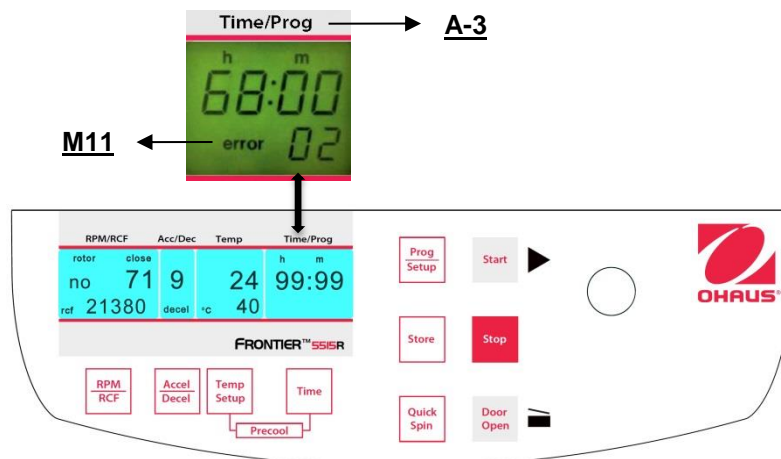 Time/Prog
A-3
h m
68:00
M11
error 02
RPM/RCF Acc/Dec Temp Time/Prog
rotor close h m
no 71 9 24 99:99
rcf 21380 decel °C 40
FRONTIER™ 5515R
RPM
RCF
Accel
Decel
Temp
Setup
Time
Precool
Prog
Setup
Start
Store
Stop
Quick
Spin
Door
Open
OHAUS®